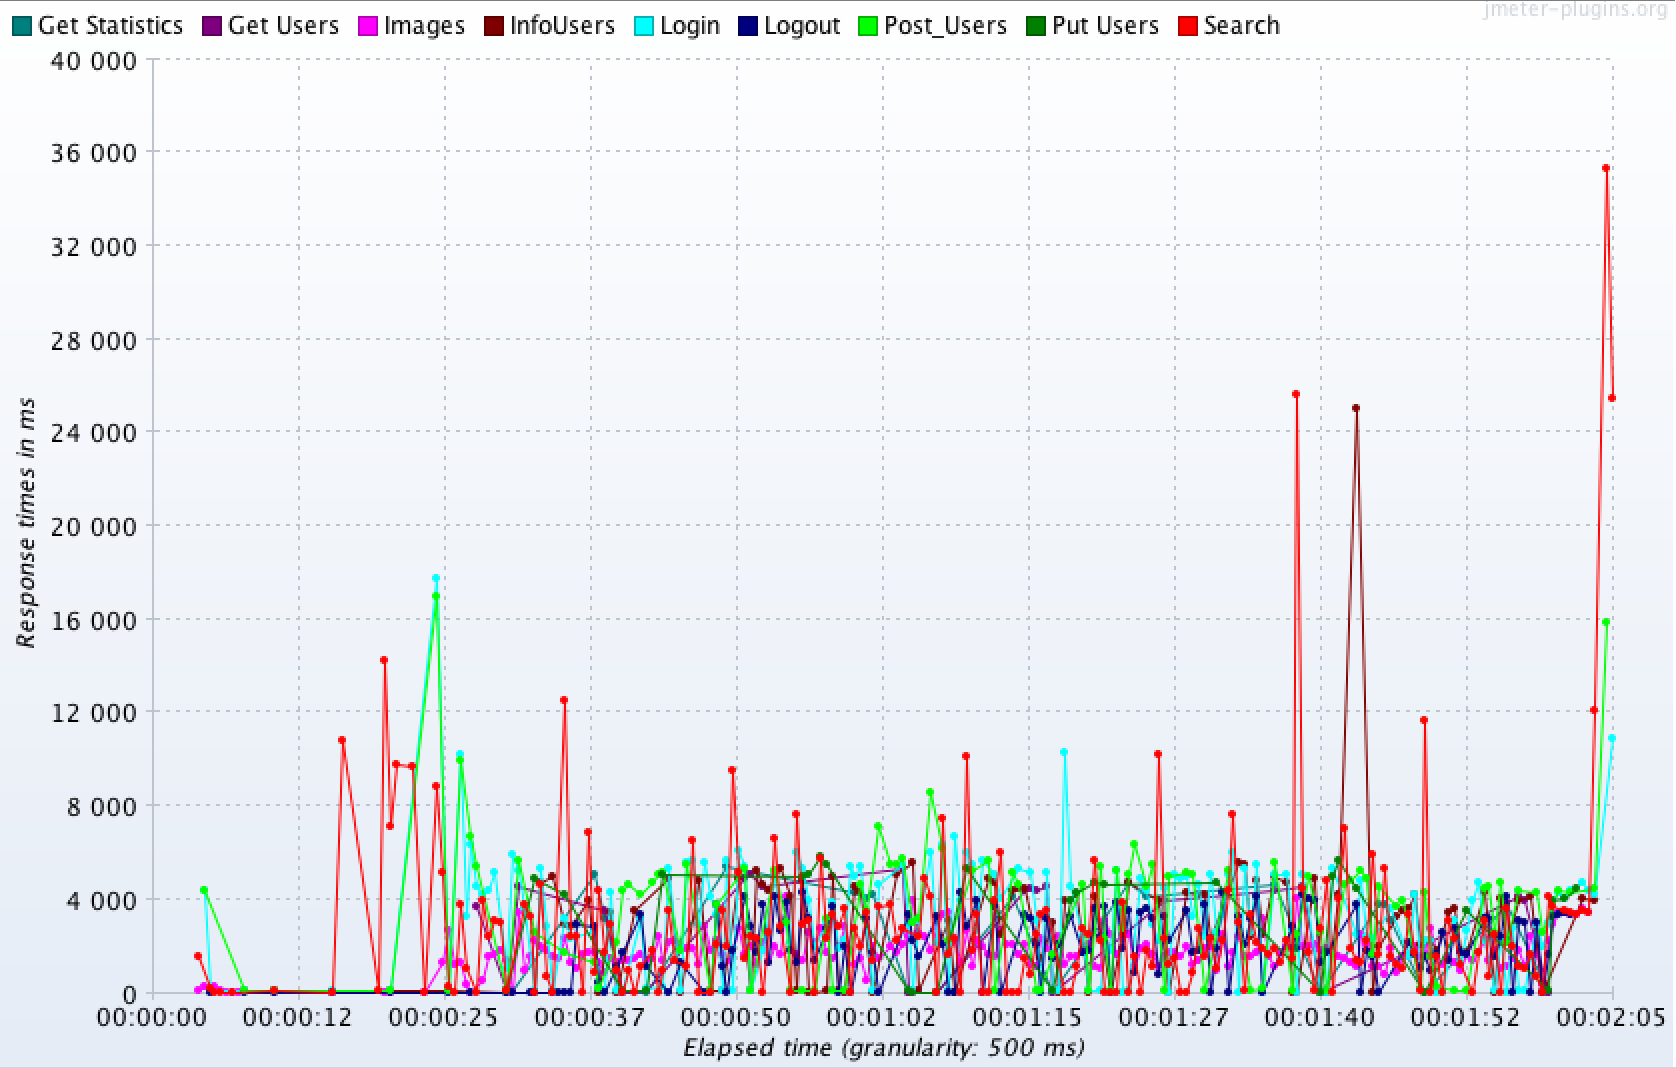 jmeter-plugins.org
Get Statistics Get Users Images InfoUsers Login Logout Post_Users Put Users Search
40 000
36 000
32 000
28 000
24 000
20 000
16 000
12 000
8 000
4 000
0
Response times in ms
00:00:00 00:00:12 00:00:25 00:00:37 00:00:50 00:01:02 00:01:15 00:01:27 00:01:40 00:01:52 00:02:05
Elapsed time (granularity: 500 ms)